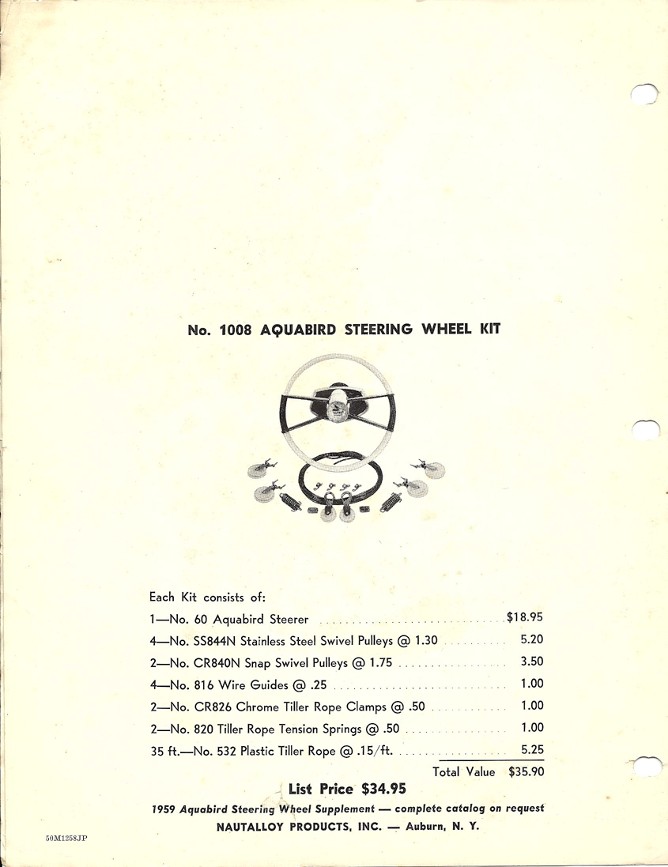 No. 1008 AQUABIRD STEERING WHEEL KIT
Each Kit consists of:
1—No. 60 Aquabird Steerer ........................... $18.95
4—No. SS844N Stainless Steel Swivel Pulleys @ 1.30 .......... 5.20
2—No. CR840N Snap Swivel Pulleys @ 1.75 ................. 3.50
4—No. 816 Wire Guides @ .25 ........................... 1.00
2—No. CR826 Chrome Tiller Rope Clamps @ .50 ............. 1.00
2—No. 820 Tiller Rope Tension Springs @ .50 ................. 1.00
35 ft.—No. 532 Plastic Tiller Rope @ .15/ft. ................. 5.25
Total Value $35.90
List Price $34.95
1959 Aquabird Steering Wheel Supplement — complete catalog on request
NAUTALLOY PRODUCTS, INC. — Auburn, N. Y.
50M1258JP